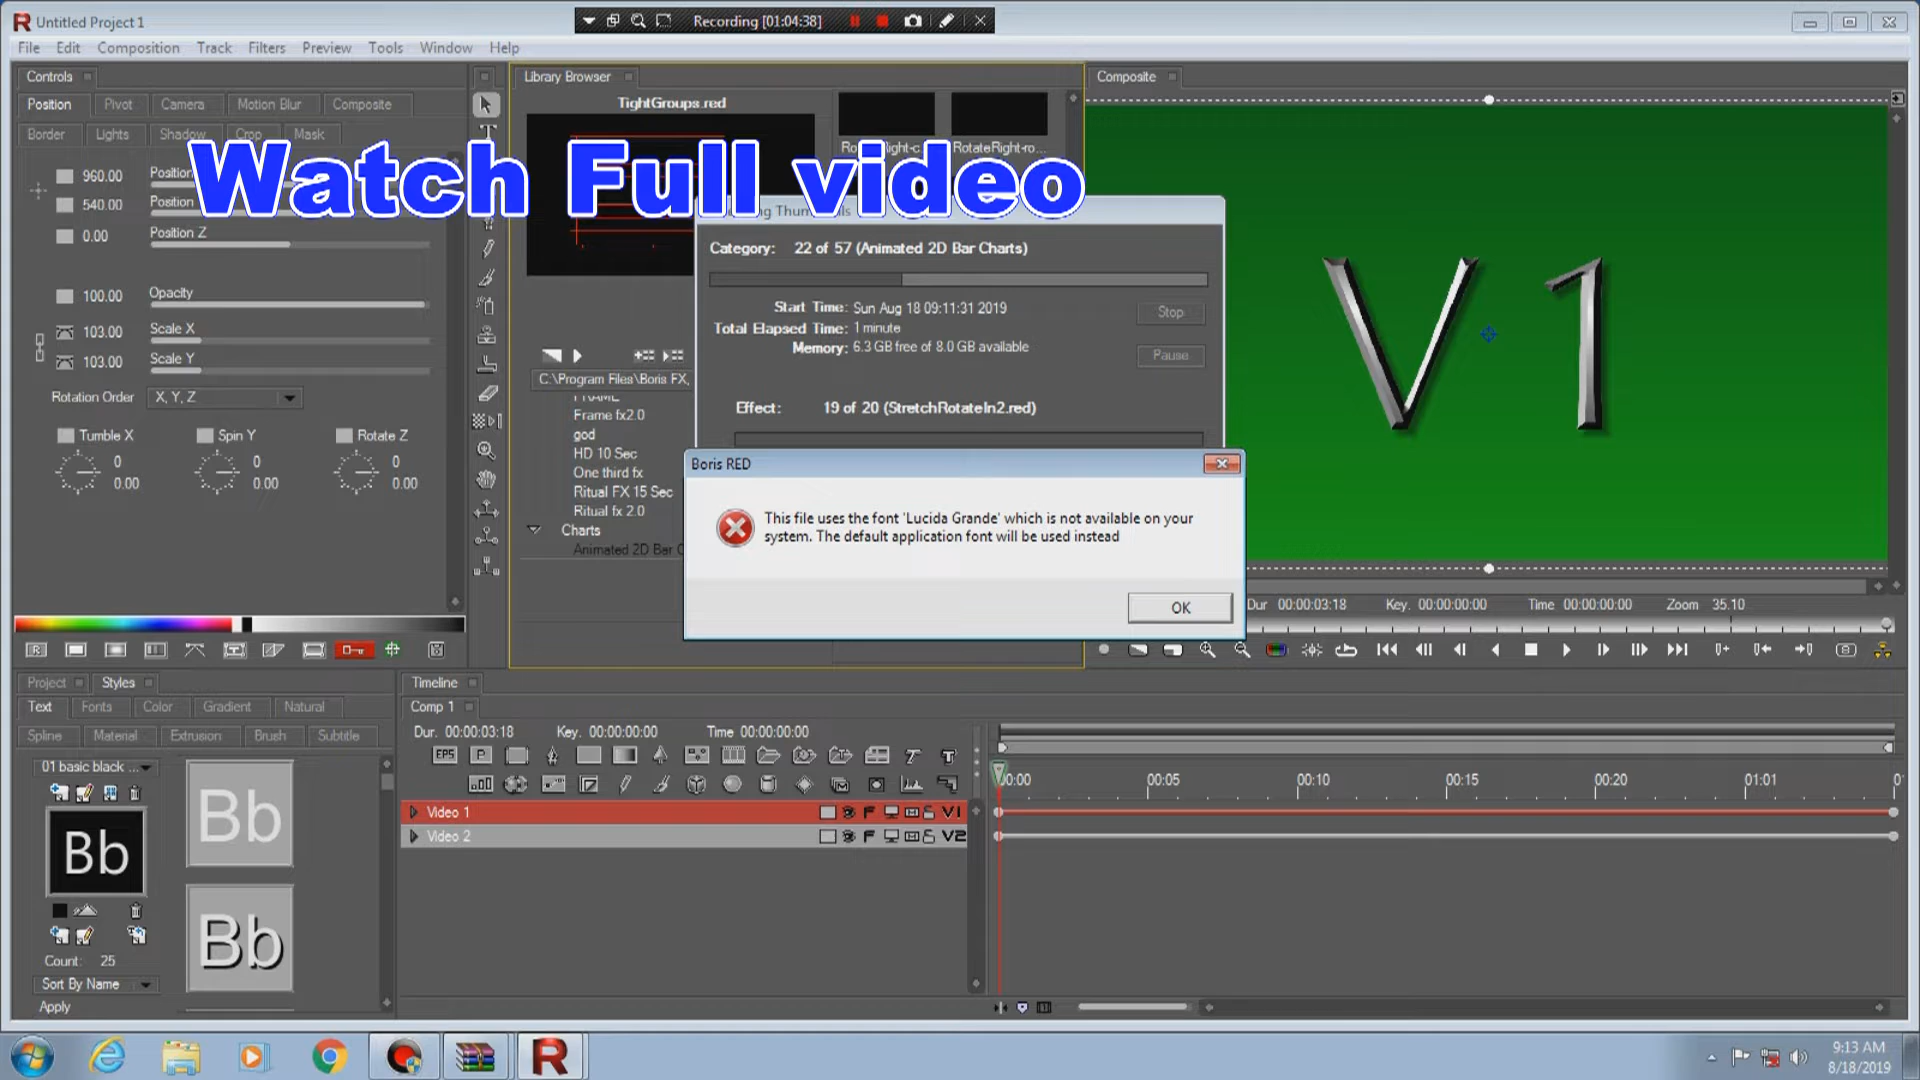 Untitled Project 1
Recording [01:04:38]
File Edit Composition Track Filters Preview Tools Window Help
Controls
Library Browser
Composite
Position Pivot Camera Motion Blur Composite
Border Lights Shadow Crop Mask
TightGroups.red
RotateRight-ro...
Watch Full video
960.00 Position
540.00 Position
0.00 Position Z
100.00 Opacity
103.00 Scale X
103.00 Scale Y
Rotation Order X, Y, Z
Tumble X Spin Y Rotate Z
0 0 0
0.00 0.00 0.00
Category: 22 of 57 (Animated 2D Bar Charts)
Start Time: Sun Aug 18 09:11:31 2019
Total Elapsed Time: 1 minute
Memory: 6.3 GB free of 8.0 GB available
Stop
Pause
Effect: 19 of 20 (StretchRotateIn2.red)
C:\Program Files\Boris FX,
FRAME
Frame fx2.0
god
HD 10 Sec
One third fx
Ritual FX 15 Sec
Ritual fx 2.0
Charts
Animated 2D Bar C
Boris RED
This file uses the font 'Lucida Grande' which is not available on your
system. The default application font will be used instead
OK
V 1
Dur 00:00:03:18 Key. 00:00:00:00 Time 00:00:00:00 Zoom 35.10
Project Styles
Text Fonts Color Gradient Natural
Spline Material Extrusion Brush Subtitle
01 basic black ...
Bb
Bb
Bb
Count: 25
Sort By Name
Apply
Timeline
Comp 1
Dur. 00:00:03:18 Key. 00:00:00:00 Time 00:00:00:00
EPS P
00:00 00:05 00:10 00:15 00:20 01:01
Video 1 F V1
Video 2 F V2
9:13 AM
8/18/2019